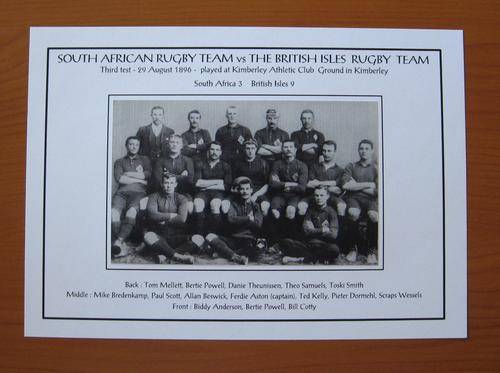 SOUTH AFRICAN RUGBY TEAM vs THE BRITISH ISLES RUGBY TEAM
Third test - 29 August 1896 - played at Kimberley Athletic Club Ground in Kimberley
South Africa 3 British Isles 9
Back : Tom Mellett, Bertie Powell, Danie Theunissen, Theo Samuels, Toski Smith
Middle : Mike Bredenkamp, Paul Scott, Allan Beswick, Ferdie Aston (captain), Ted Kelly, Pieter Dormehl, Scraps Wessels
Front : Biddy Anderson, Bertie Powell, Bill Cotty